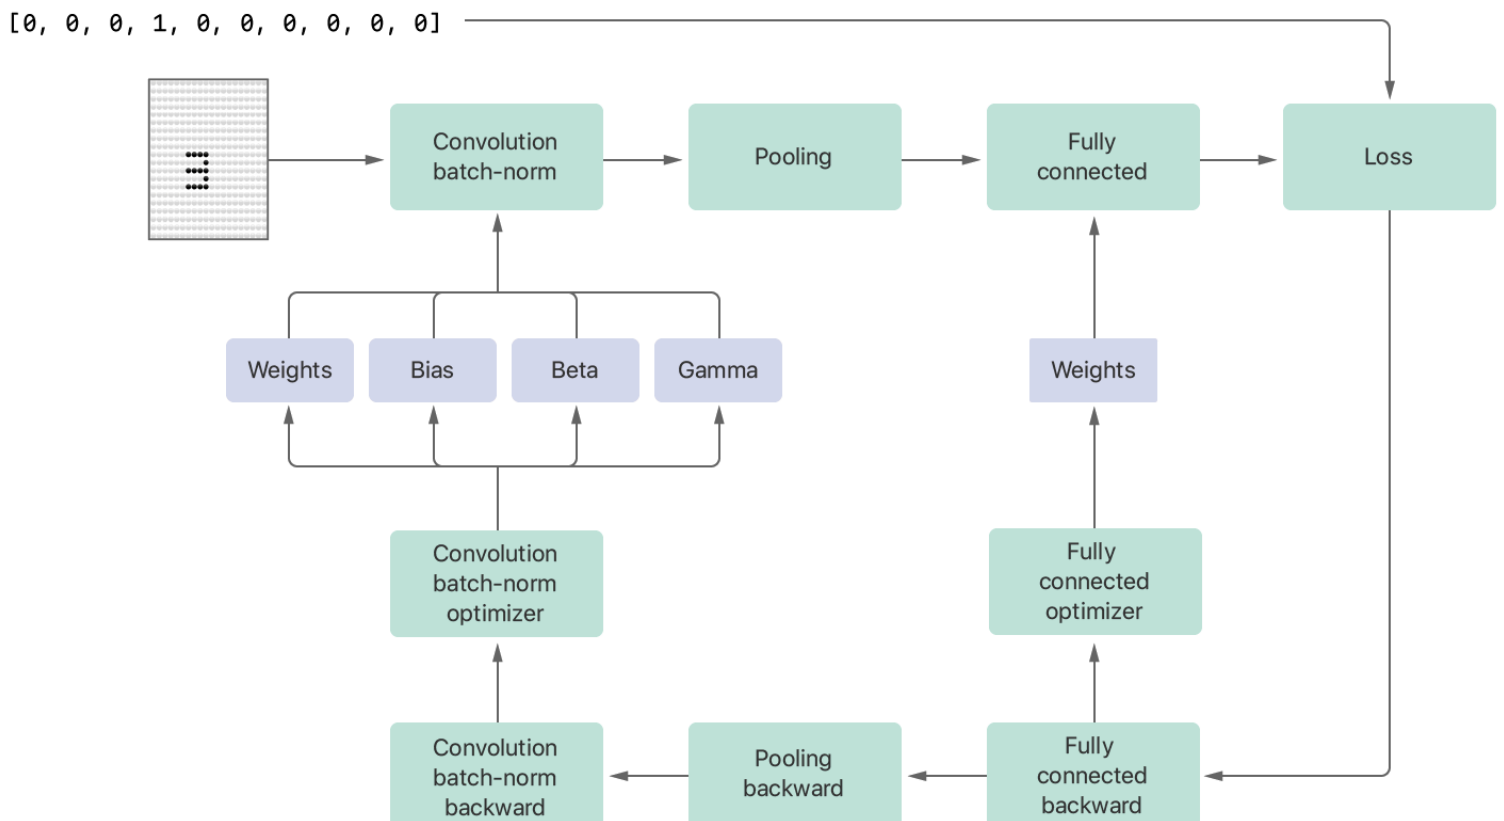 [0, 0, 0, 1, 0, 0, 0, 0, 0, 0]
3
Convolution
batch-norm
Pooling
Fully
connected
Loss
Weights
Bias
Beta
Gamma
Weights
Convolution
batch-norm
optimizer
Fully
connected
optimizer
Convolution
batch-norm
backward
Pooling
backward
Fully
connected
backward